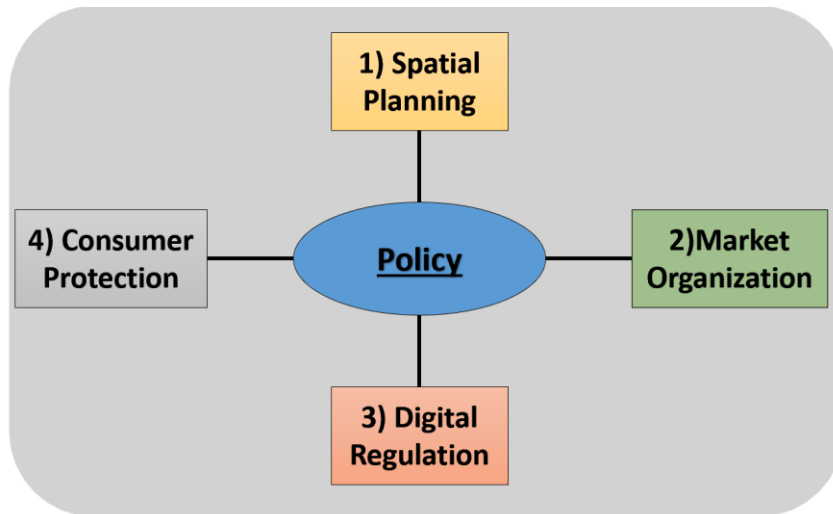 1) Spatial
Planning
4) Consumer
Protection
Policy
2)Market
Organization
3) Digital
Regulation